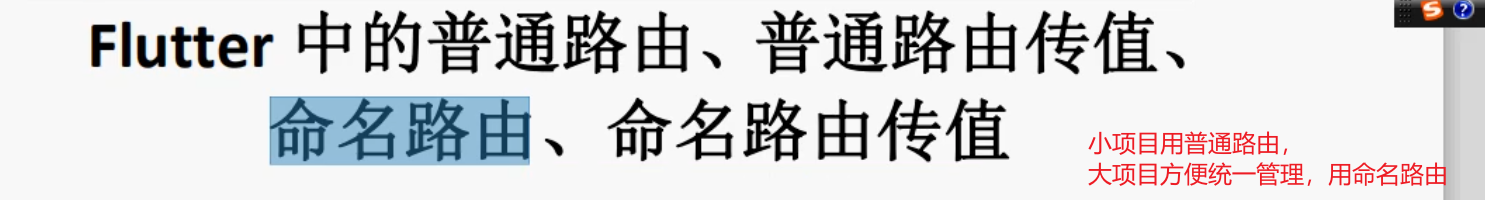 Flutter 中的普通路由、普通路由传值、
命名路由、命名路由传值
小项目用普通路由，
大项目方便统一管理，用命名路由